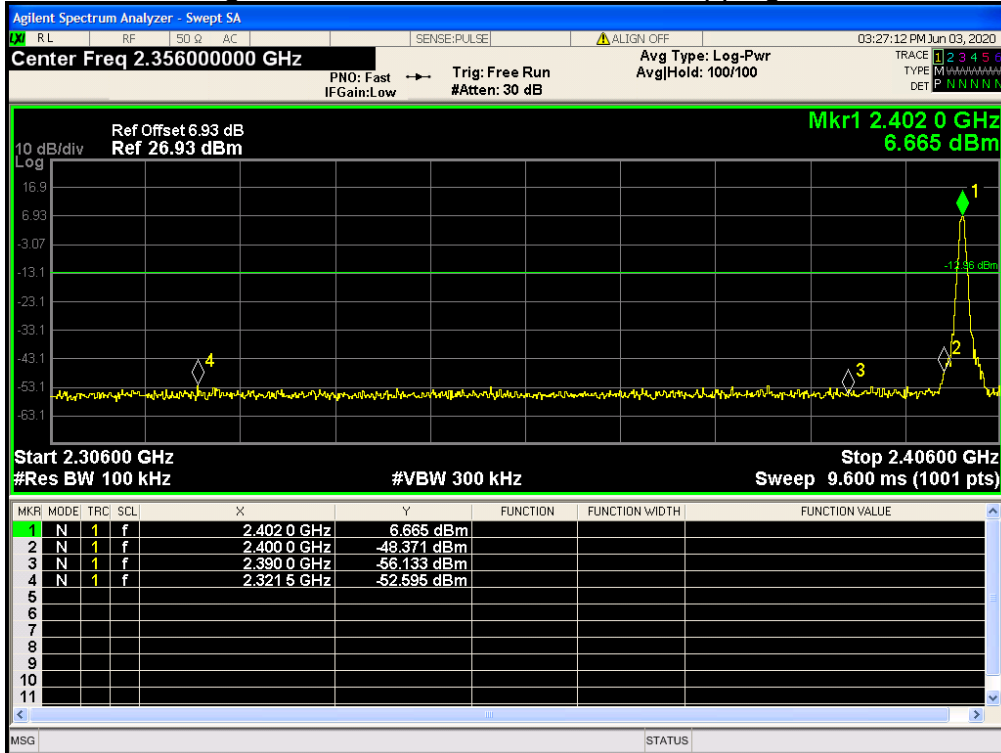 Agilent Spectrum Analyzer - Swept SA
LXI RL RF 50 Ω AC SENSE:PULSE ALIGN OFF 03:27:12 PM Jun 03, 2020
Center Freq 2.356000000 GHz Avg Type: Log-Pwr TRACE 1 2 3 4 5 6
PNO: Fast Trig: Free Run Avg|Hold: 100/100 TYPE M
IFGain:Low #Atten: 30 dB DET P N N N N N
Ref Offset 6.93 dB Mkr1 2.402 0 GHz
10 dB/div Ref 26.93 dBm 6.665 dBm
Log
16.9
1
6.93
-3.07
-13.1
-12.96 dBm
-23.1
-33.1
-43.1
2
4
3
-53.1
-63.1
Start 2.30600 GHz Stop 2.40600 GHz
#Res BW 100 kHz #VBW 300 kHz Sweep 9.600 ms (1001 pts)
MKR MODE TRC SCL X Y FUNCTION FUNCTION WIDTH FUNCTION VALUE
1 N 1 f 2.402 0 GHz 6.665 dBm
2 N 1 f 2.400 0 GHz -48.371 dBm
3 N 1 f 2.390 0 GHz -56.133 dBm
4 N 1 f 2.321 5 GHz -52.595 dBm
5
6
7
8
9
10
11
MSG STATUS